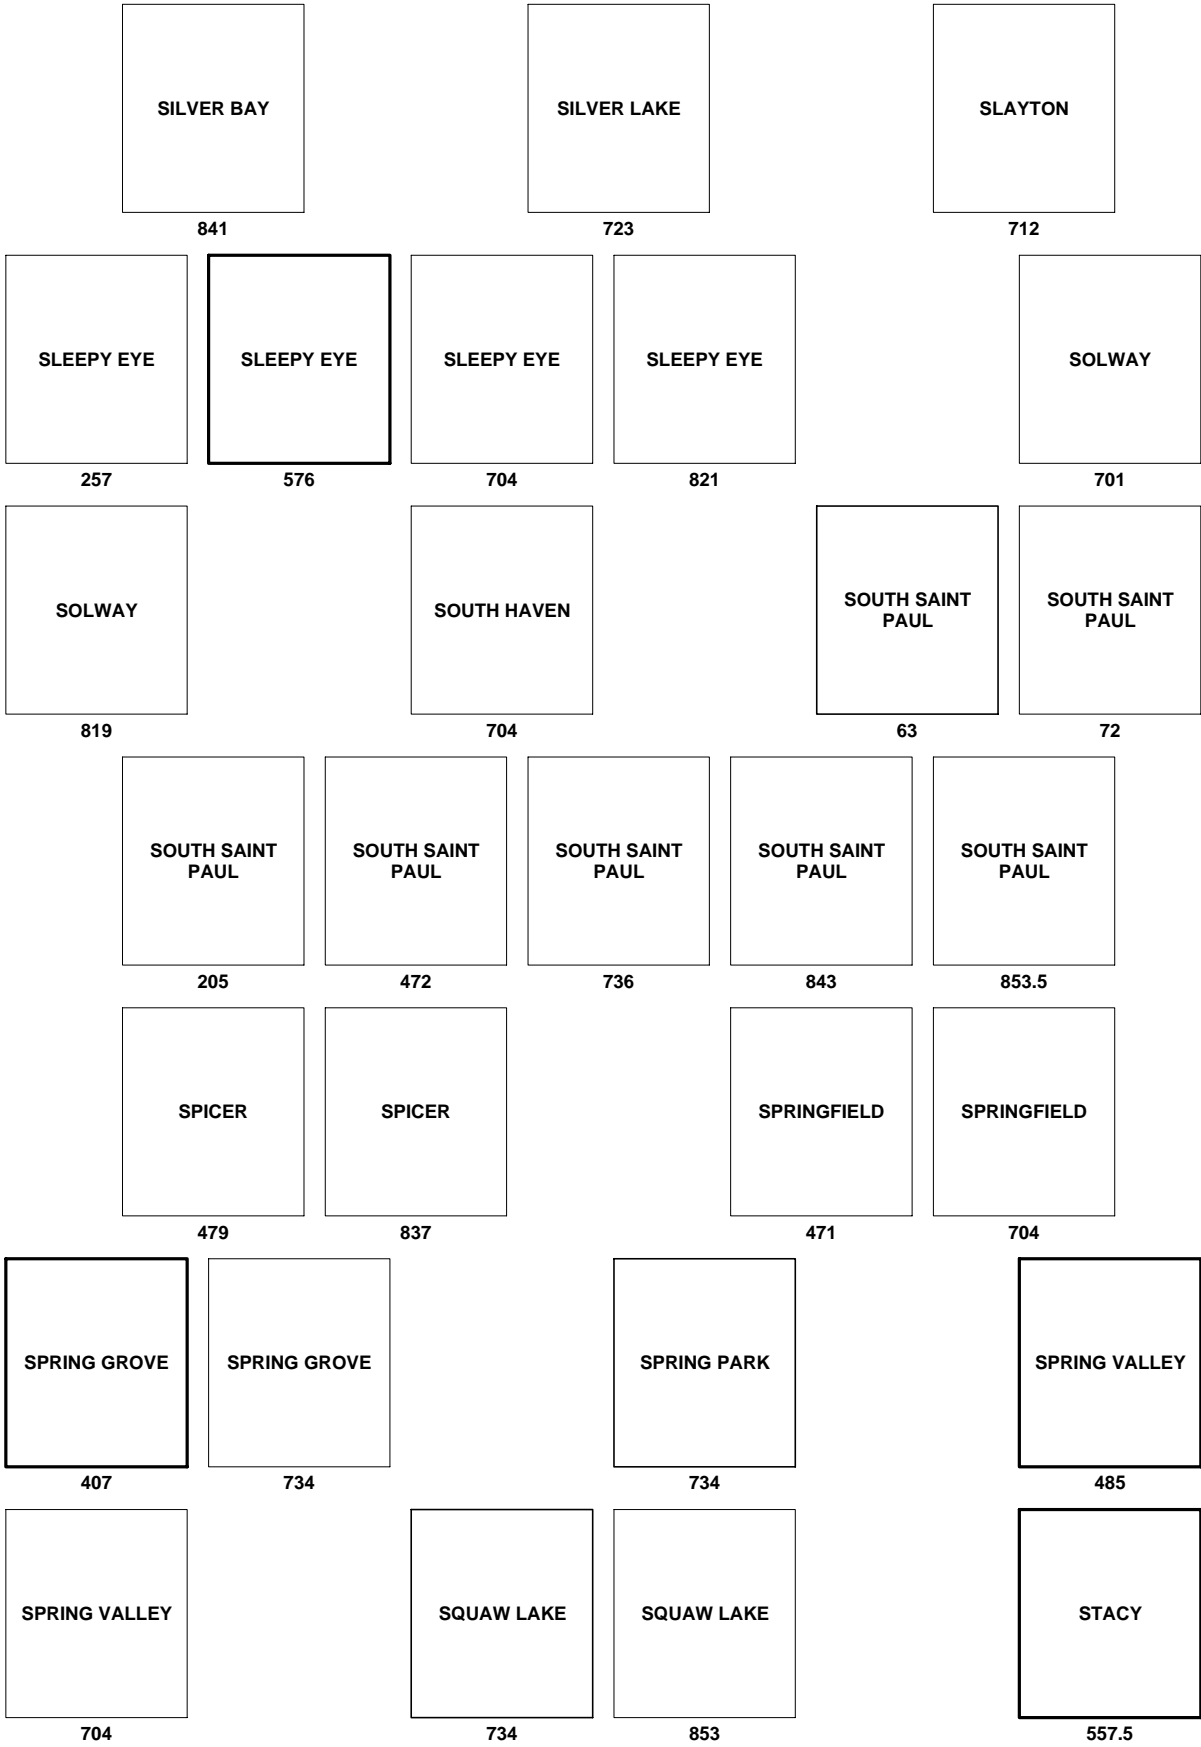 SILVER BAY
841
SILVER LAKE
723
SLAYTON
712
SLEEPY EYE
257
SLEEPY EYE
576
SLEEPY EYE
704
SLEEPY EYE
821
SOLWAY
701
SOLWAY
819
SOUTH HAVEN
704
SOUTH SAINT
PAUL
63
SOUTH SAINT
PAUL
72
SOUTH SAINT
PAUL
205
SOUTH SAINT
PAUL
472
SOUTH SAINT
PAUL
736
SOUTH SAINT
PAUL
843
SOUTH SAINT
PAUL
853.5
SPICER
479
SPICER
837
SPRINGFIELD
471
SPRINGFIELD
704
SPRING GROVE
407
SPRING GROVE
734
SPRING PARK
734
SPRING VALLEY
485
SPRING VALLEY
704
SQUAW LAKE
734
SQUAW LAKE
853
STACY
557.5